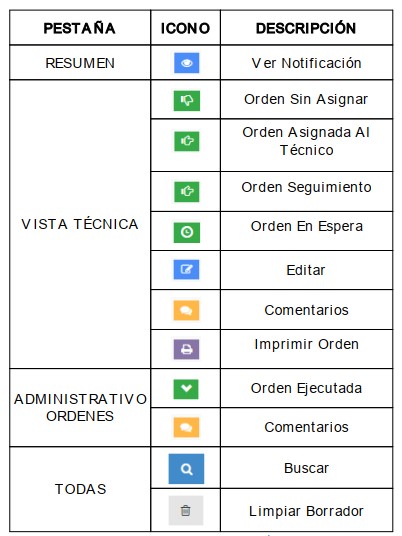 PESTAÑA ICONO DESCRIPCIÓN
RESUMEN Ver Notificación
VISTA TÉCNICA
Orden Sin Asignar
Orden Asignada Al
Técnico
Orden Seguimiento
Orden En Espera
Editar
Comentarios
Imprimir Orden
ADMINISTRATIVO
ORDENES
Orden Ejecutada
Comentarios
TODAS
Buscar
Limpiar Borrador